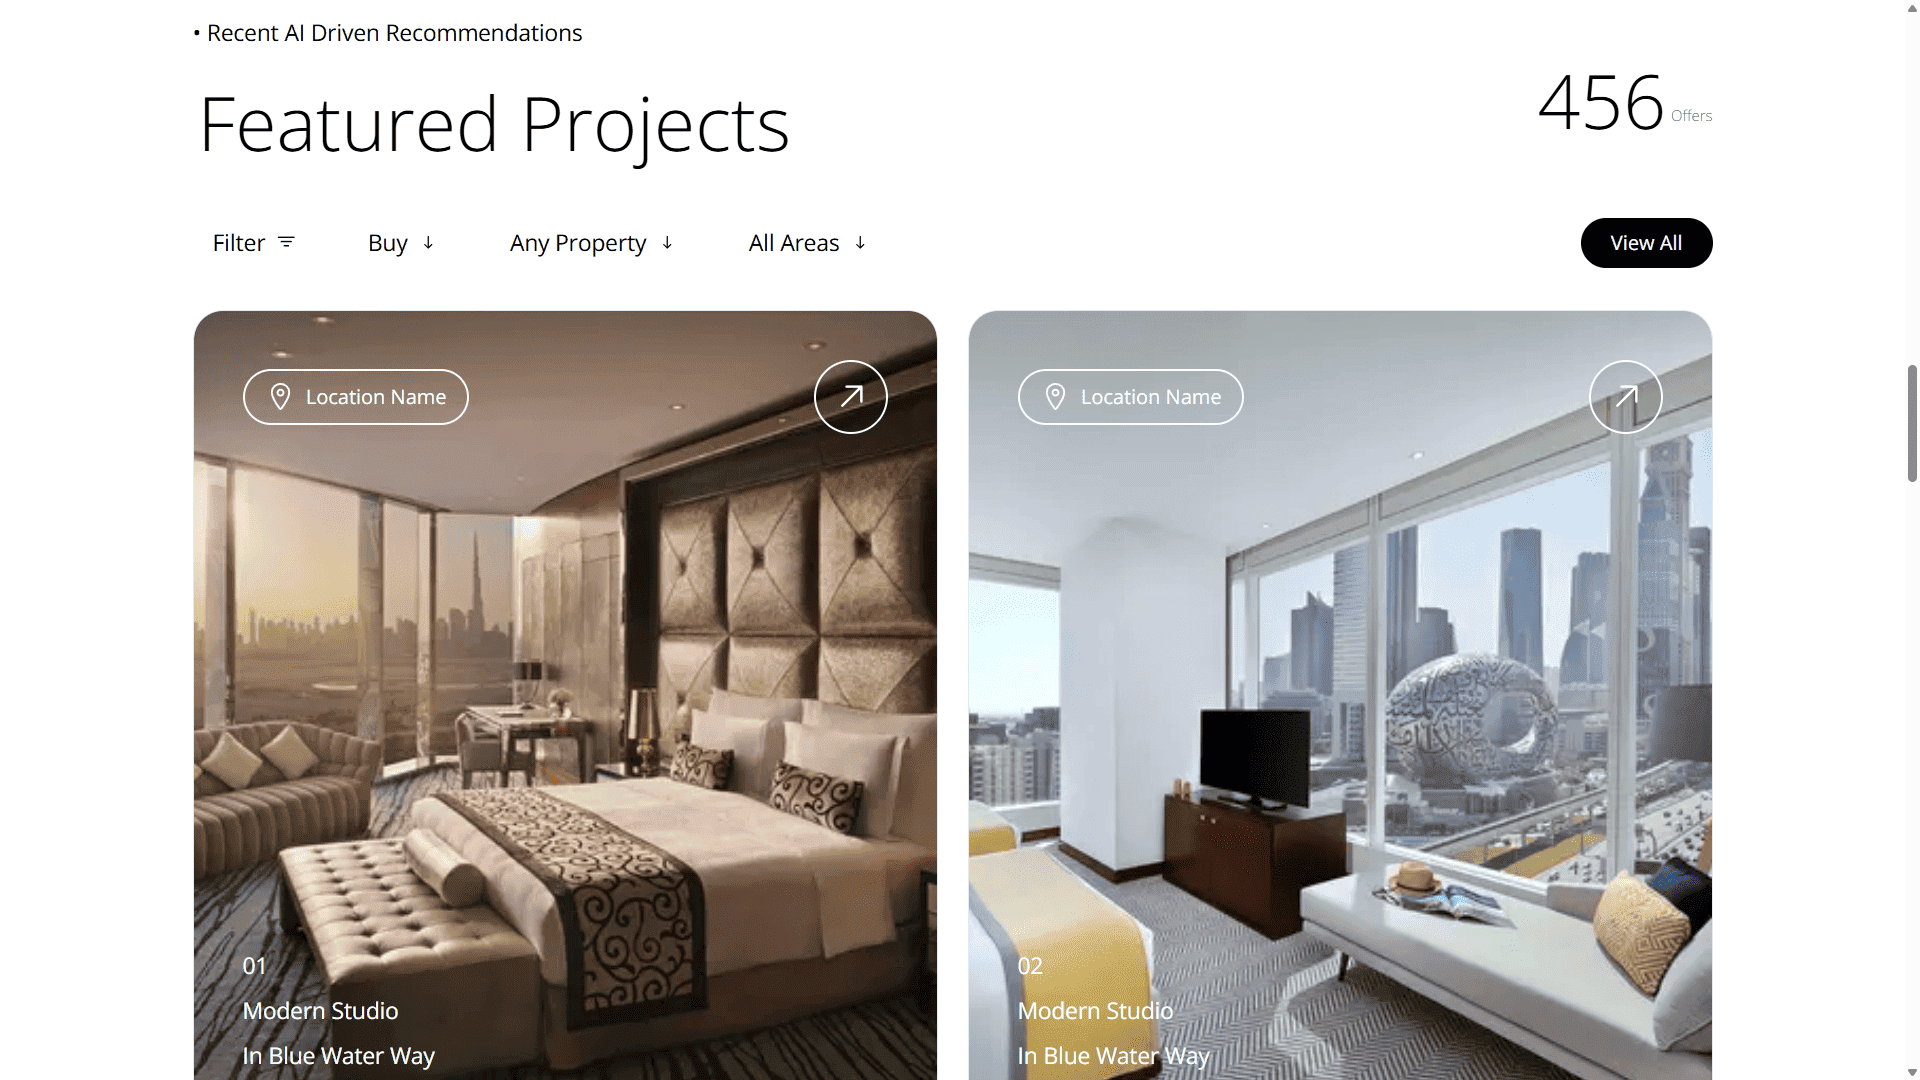 • Recent AI Driven Recommendations
Featured Projects
456 Offers
Filter
Buy
Any Property
All Areas
View All
Location Name
01
Modern Studio
In Blue Water Way
Location Name
02
Modern Studio
In Blue Water Way